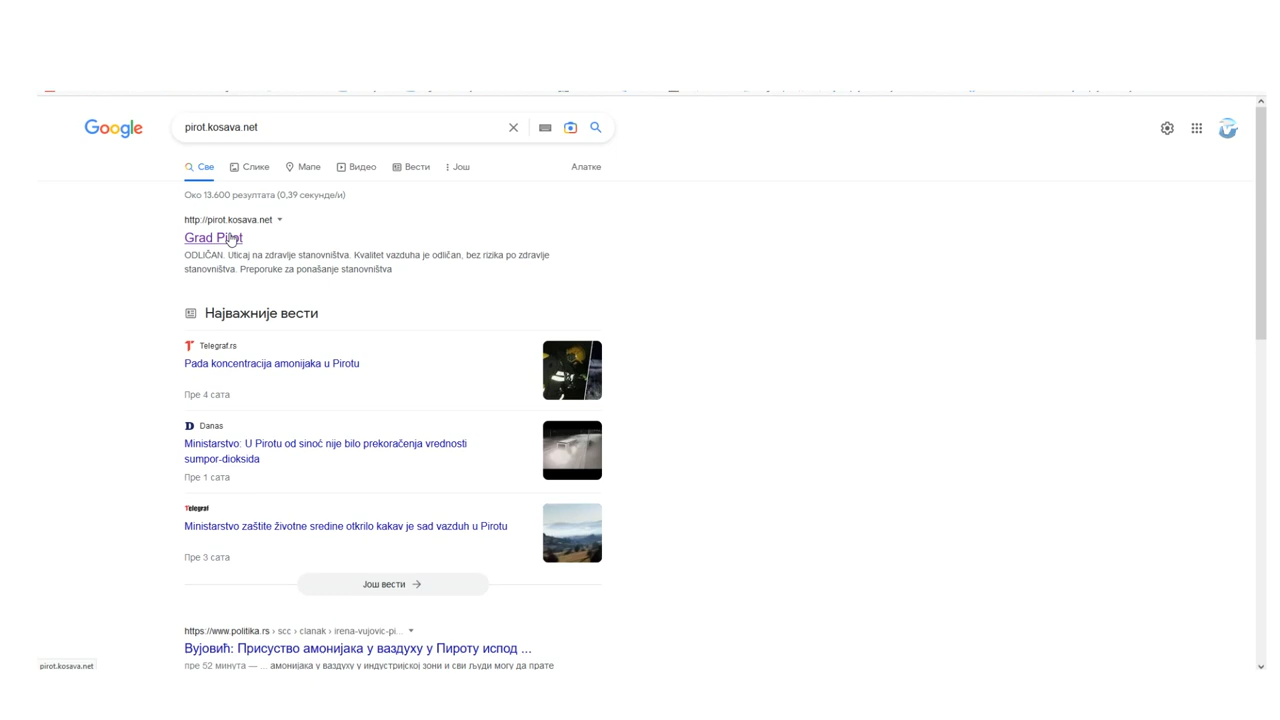 Google
pirot.kosava.net
Све Слике Мапе Видео Вести Још Алатке
Око 13.600 резултата (0,39 секунде/и)
http://pirot.kosava.net
Grad Pirot
ODLIČAN. Uticaj na zdravlje stanovništva. Kvalitet vazduha je odličan, bez rizika po zdravlje
stanovništva. Preporuke za ponašanje stanovništva
Најважније вести
Telegraf.rs
Pada koncentracija amonijaka u Pirotu
Пре 4 сата
Danas
Ministarstvo: U Pirotu od sinoć nije bilo prekoračenja vrednosti
sumpor-dioksida
Пре 1 сата
Telegraf
Ministarstvo zaštite životne sredine otkrilo kakav je sad vazduh u Pirotu
Пре 3 сата
Још вести
https://www.politika.rs › scc › clanak › irena-vujovic-pi...
Вујовић: Присуство амонијака у ваздуху у Пироту испод ...
пре 52 минута — ... амонијака у ваздуху у индустријској зони и сви људи могу да прате
pirot.kosava.net